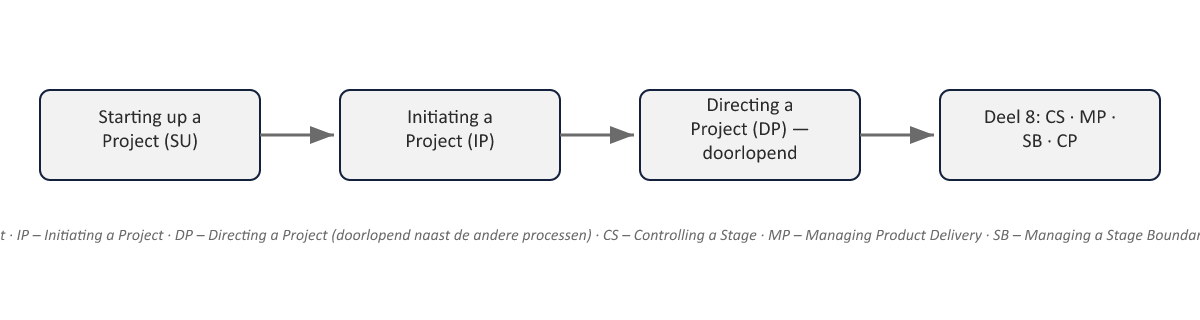 Starting up a
Project (SU)
Initiating a
Project (IP)
Directing a
Project (DP) —
doorlopend
Deel 8: CS · MP ·
SB · CP
t · IP – Initiating a Project · DP – Directing a Project (doorlopend naast de andere processen) · CS – Controlling a Stage · MP – Managing Product Delivery · SB – Managing a Stage Boundar